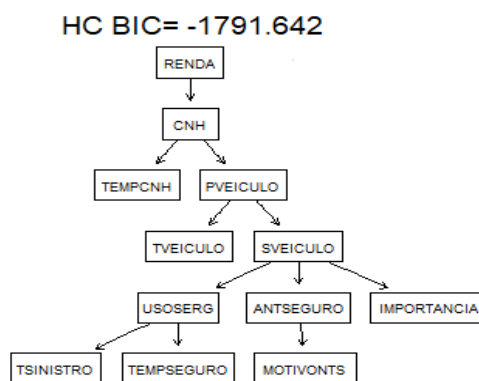 HC BIC= -1791.642
RENDA
CNH
TEMPCNH PVEICULO
TVEICULO SVEICULO
USOSERG ANTSEGURO IMPORTANCIA
TSINISTRO TEMPSEGURO MOTIVONTS